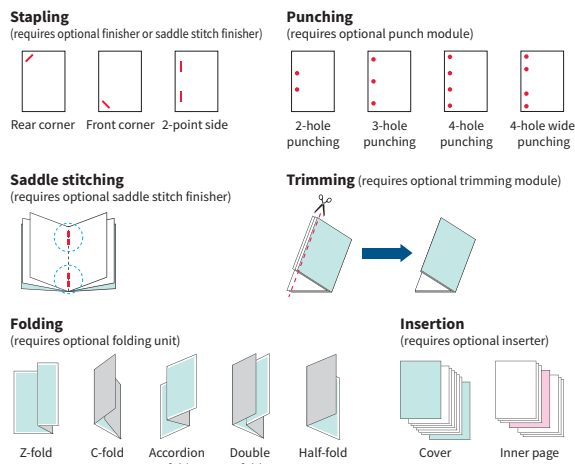 Stapling
(requires optional finisher or saddle stitch finisher)
Rear corner
Front corner
2-point side
Punching
(requires optional punch module)
2-hole
punching
3-hole
punching
4-hole
punching
4-hole wide
punching
Saddle stitching
(requires optional saddle stitch finisher)
Trimming (requires optional trimming module)
Folding
(requires optional folding unit)
Z-fold
C-fold
Accordion
Double
Half-fold
Insertion
(requires optional inserter)
Cover
Inner page